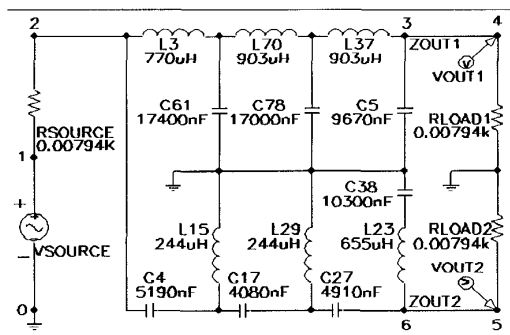 2
3
4
L3
770uH
L70
903uH
L37
903uH
ZOUT1
V
VOUT1
C61
17400nF
C78
17000nF
C5
9670nF
RLOAD1
0.00794k
RSOURCE
0.00794K
1
C38
10300nF
+
VSOURCE
−
L15
244uH
L29
244uH
L23
655uH
RLOAD2
0.00794k
VOUT2
V
C4
5190nF
C17
4080nF
C27
4910nF
ZOUT2
0
6
5